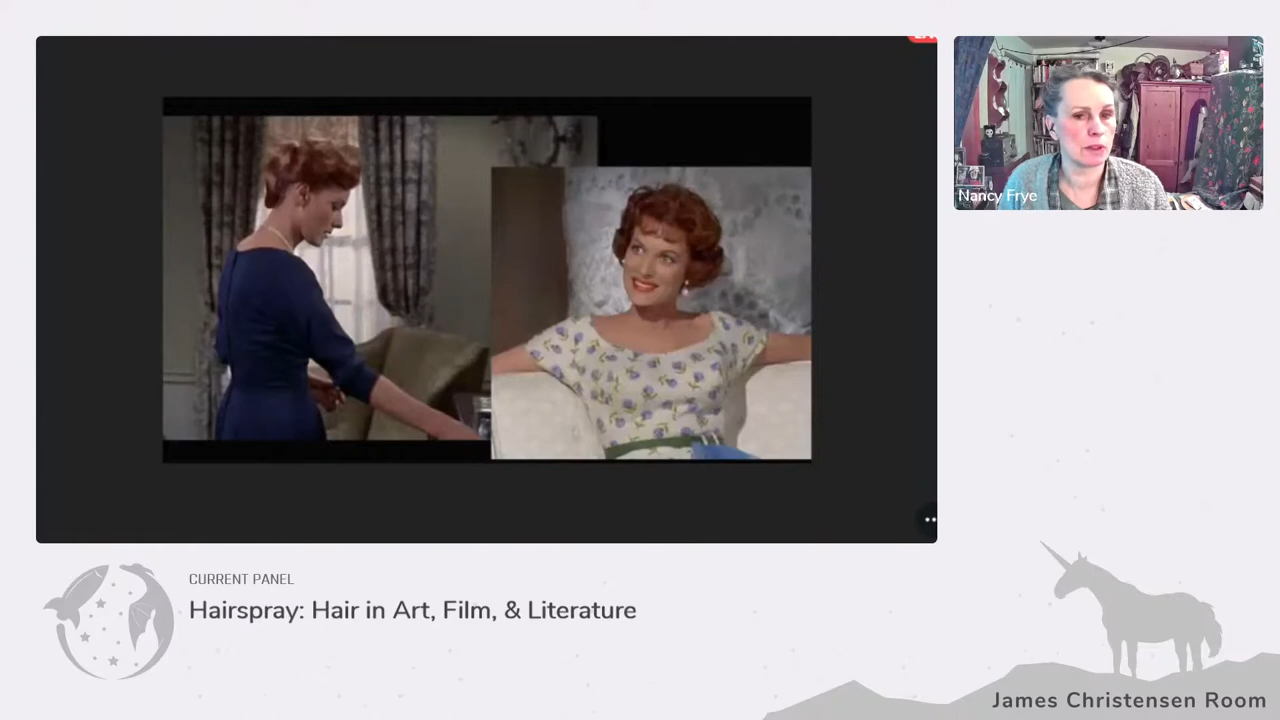 Nancy Frye
CURRENT PANEL
Hairspray: Hair in Art, Film, & Literature
James Christensen Room